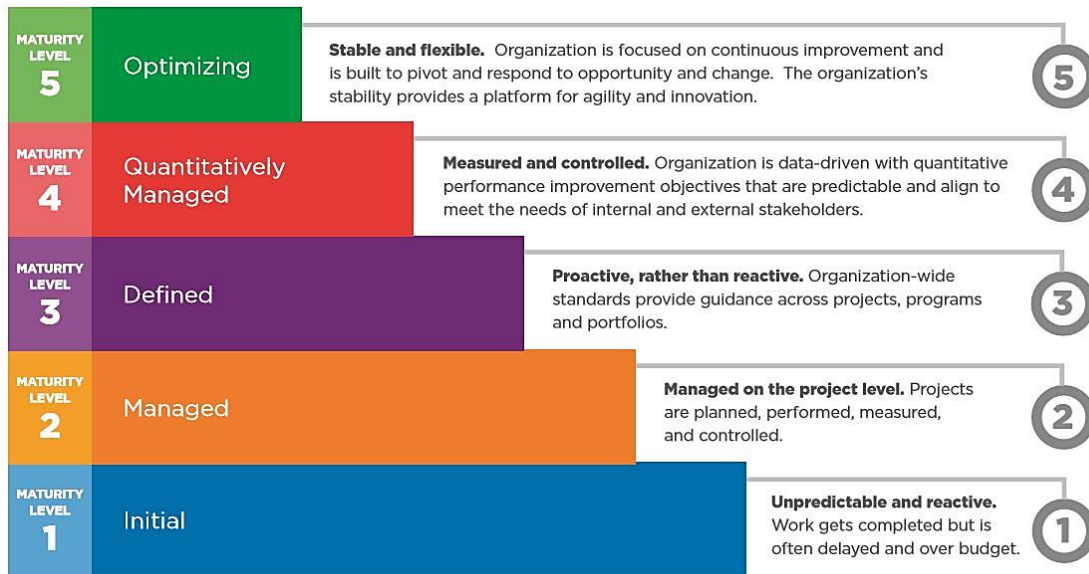 MATURITY
LEVEL
5
Optimizing
Stable and flexible. Organization is focused on continuous improvement and
is built to pivot and respond to opportunity and change. The organization's
stability provides a platform for agility and innovation.
5
MATURITY
LEVEL
4
Quantitatively
Managed
Measured and controlled. Organization is data-driven with quantitative
performance improvement objectives that are predictable and align to
meet the needs of internal and external stakeholders.
4
MATURITY
LEVEL
3
Defined
Proactive, rather than reactive. Organization-wide
standards provide guidance across projects, programs
and portfolios.
3
MATURITY
LEVEL
2
Managed
Managed on the project level. Projects
are planned, performed, measured,
and controlled.
2
MATURITY
LEVEL
1
Initial
Unpredictable and reactive.
Work gets completed but is
often delayed and over budget.
1